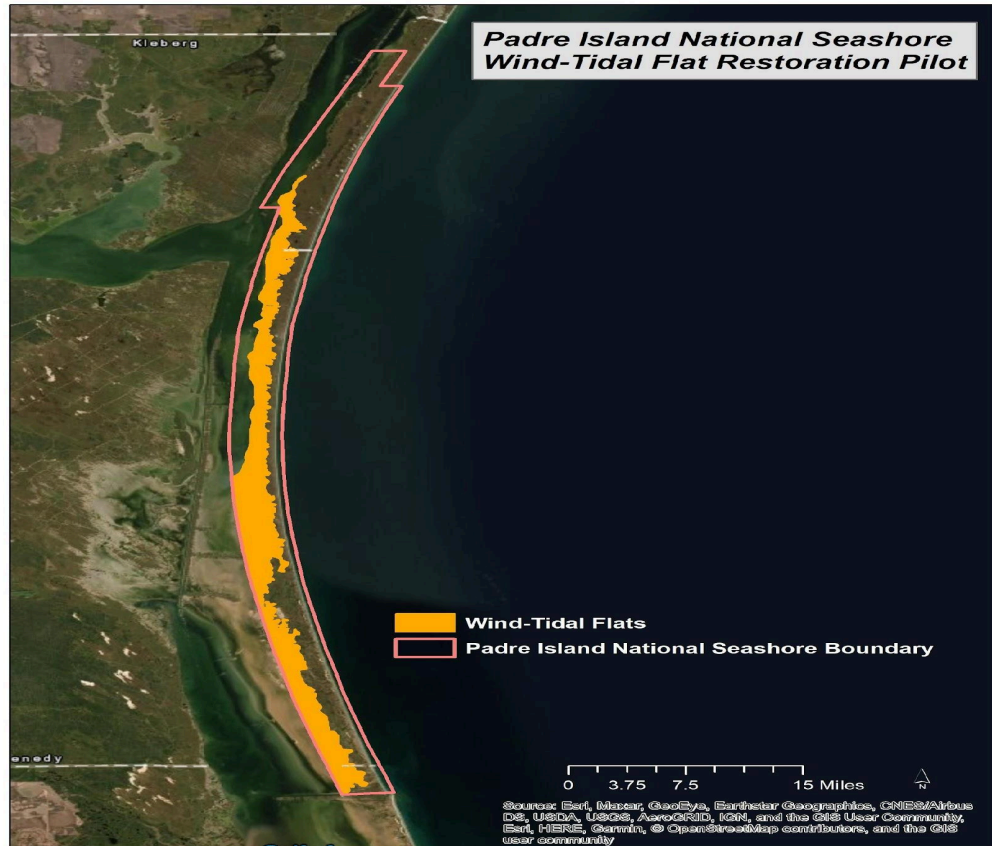 Kleberg
Padre Island National Seashore
Wind-Tidal Flat Restoration Pilot
Wind-Tidal Flats
Padre Island National Seashore Boundary
enedy
0 3.75 7.5 15 Miles
N
Source: Esri, Maxar, GeoEye, Earthstar Geographics, CNES/Airbus
DS, USDA, USGS, AeroGRID, IGN, and the GIS User Community,
Esri, HERE, Garmin, © OpenStreetMap contributors, and the GIS
user community